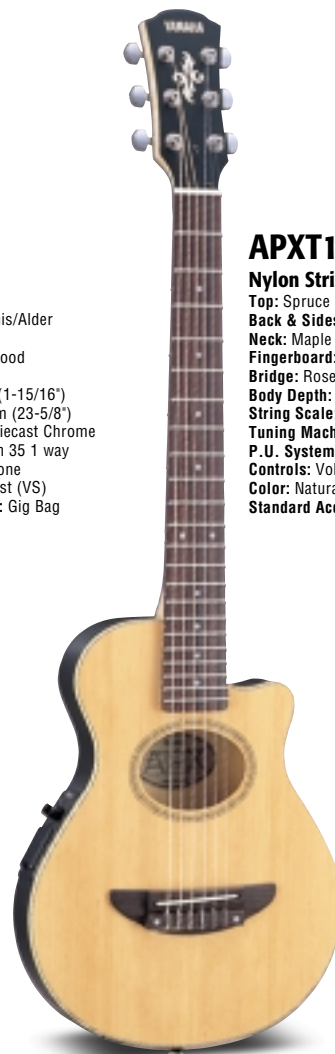 YAMAHA
is/Alder
ood
(1-15/16")
m (23-5/8")
iecast Chrome
n 35 1 way
one
st (VS)
: Gig Bag
APXT1
Nylon Stri
Top: Spruce
Back & Sides
Neck: Maple
Fingerboard:
Bridge: Rose
Body Depth:
String Scale
Tuning Mach
P.U. System
Controls: Vol
Color: Natura
Standard Acc
APX